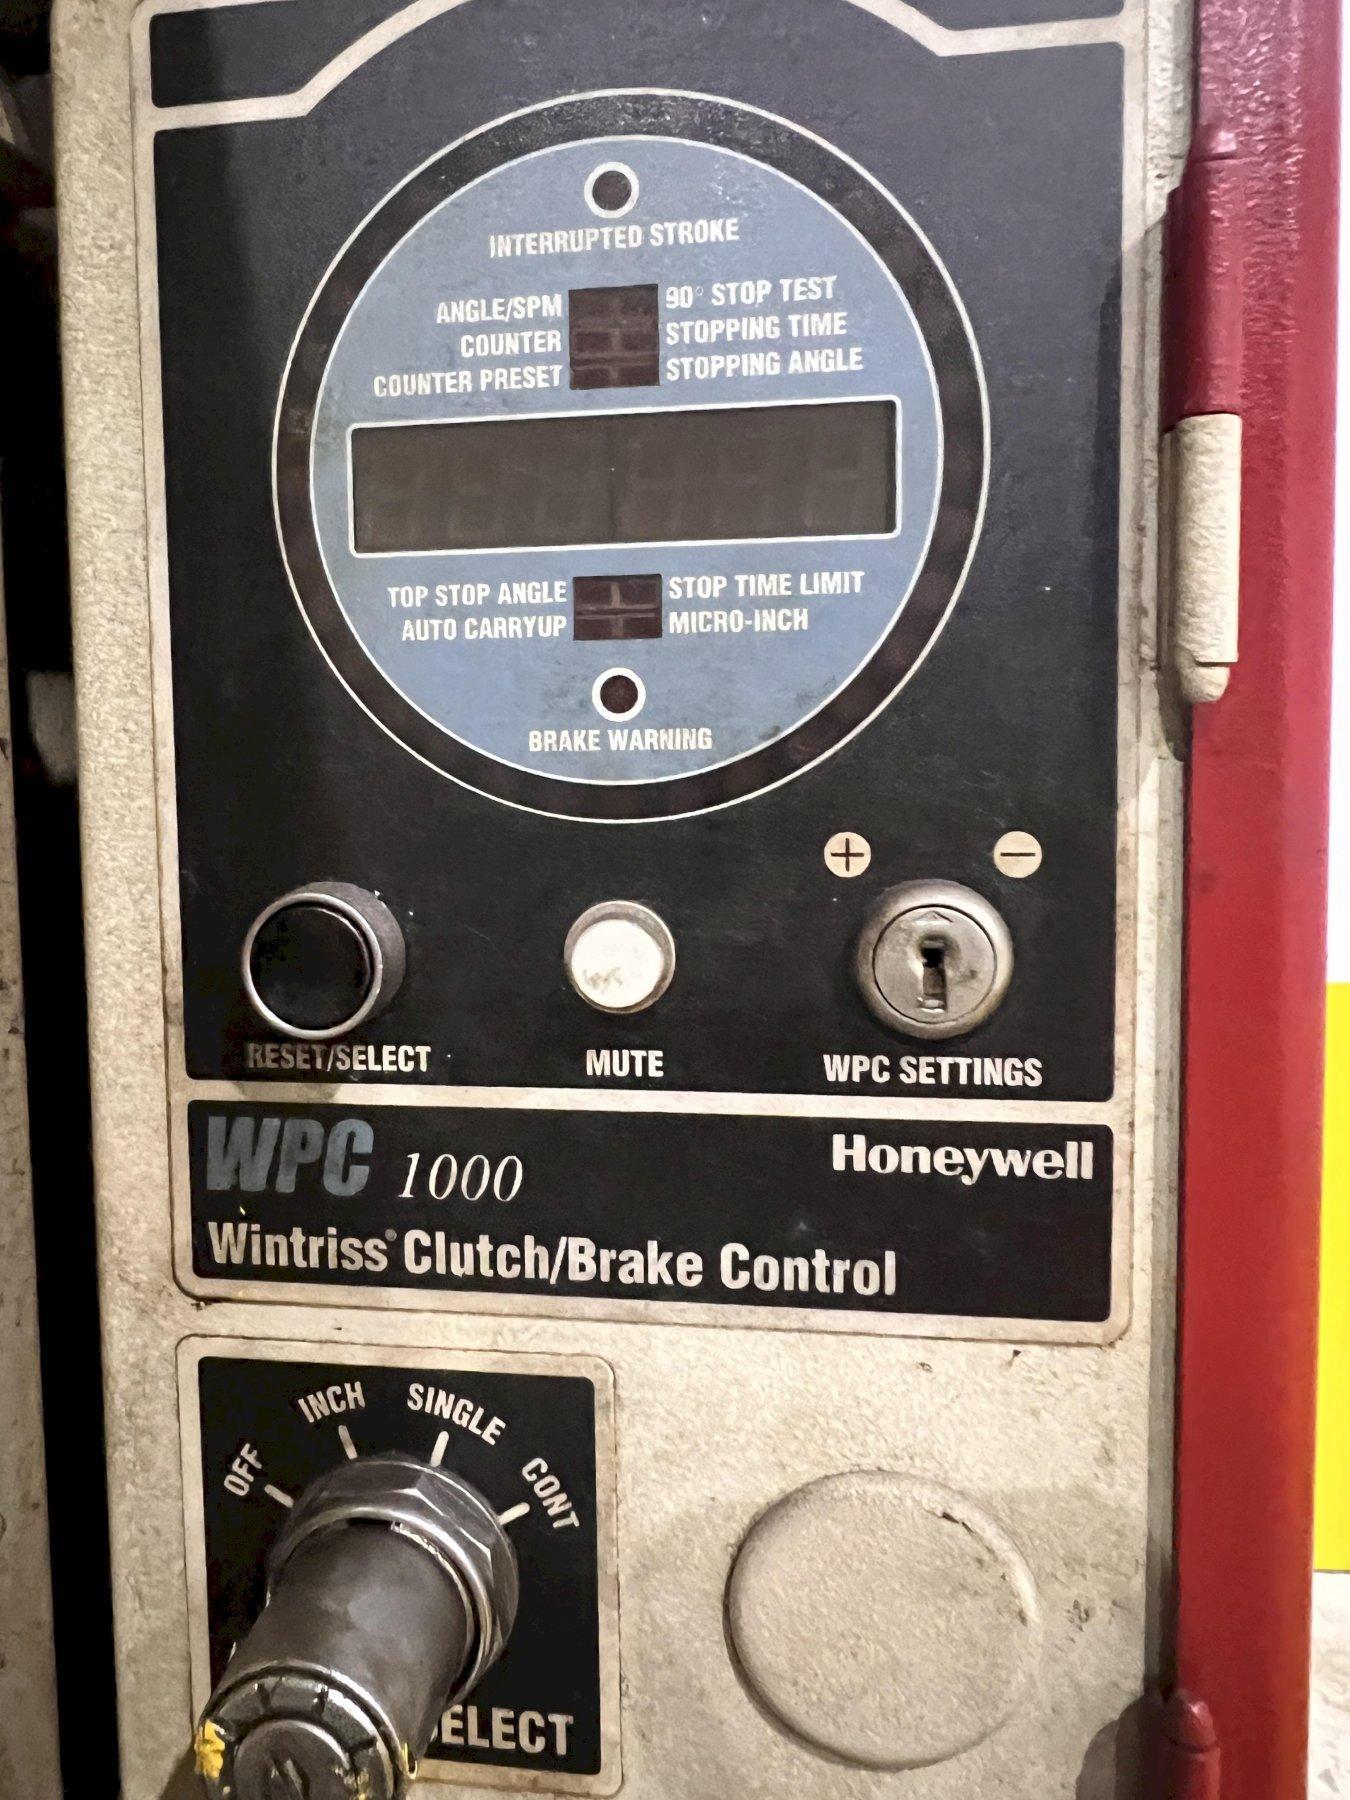 INTERRUPTED STROKE
ANGLE/SPM 90° STOP TEST
COUNTER STOPPING TIME
COUNTER PRESET STOPPING ANGLE
TOP STOP ANGLE STOP TIME LIMIT
AUTO CARRYUP MICRO-INCH
BRAKE WARNING
+ −
RESET/SELECT MUTE WPC SETTINGS
WPC 1000 Honeywell
Wintriss® Clutch/Brake Control
OFF INCH SINGLE CONT
ELECT